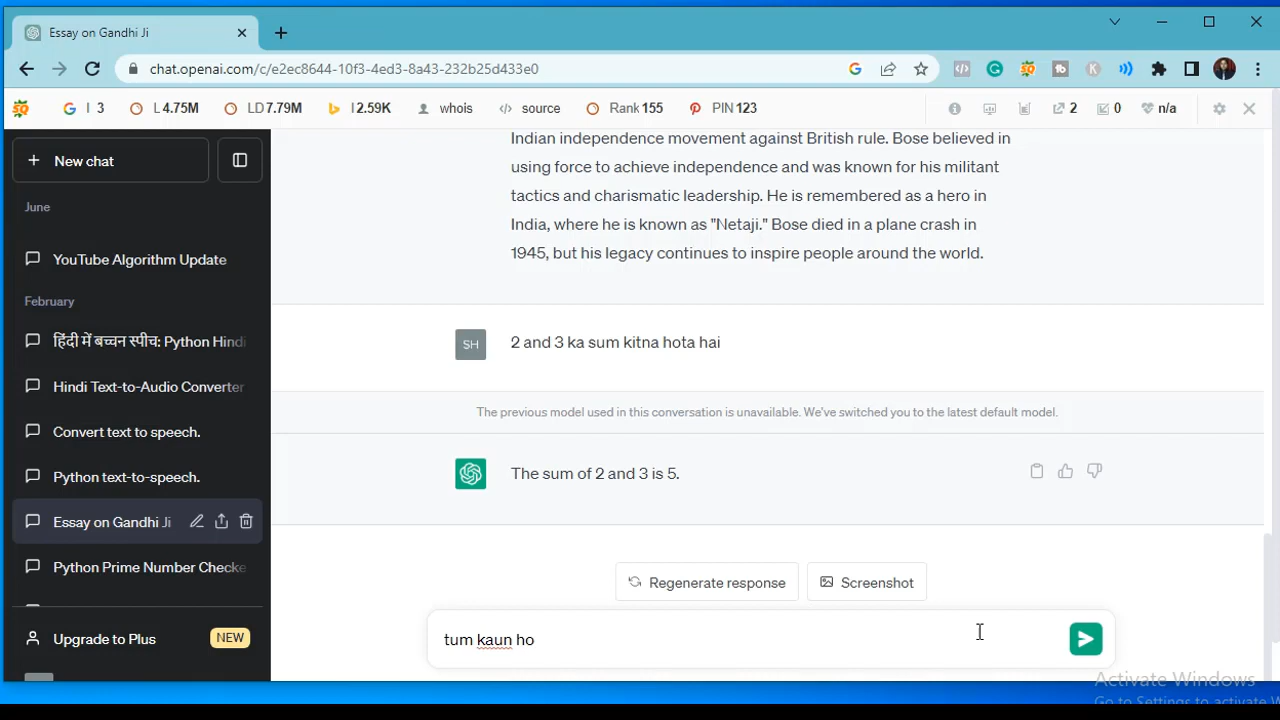 Essay on Gandhi Ji
chat.openai.com/c/e2ec8644-10f3-4ed3-8a43-232b25d433e0
I 3 L 4.75M LD 7.79M I 2.59K whois source Rank 155 PIN 123 2 0 n/a
New chat
June
YouTube Algorithm Update
February
हिंदी में बच्चन स्पीच: Python Hindi
Hindi Text-to-Audio Converter
Convert text to speech.
Python text-to-speech.
Essay on Gandhi Ji
Python Prime Number Checke
Upgrade to Plus NEW
Indian independence movement against British rule. Bose believed in
using force to achieve independence and was known for his militant
tactics and charismatic leadership. He is remembered as a hero in
India, where he is known as "Netaji." Bose died in a plane crash in
1945, but his legacy continues to inspire people around the world.
SH 2 and 3 ka sum kitna hota hai
The previous model used in this conversation is unavailable. We've switched you to the latest default model.
The sum of 2 and 3 is 5.
Regenerate response Screenshot
tum kaun ho
Activate Windows
Go to Settings to activate